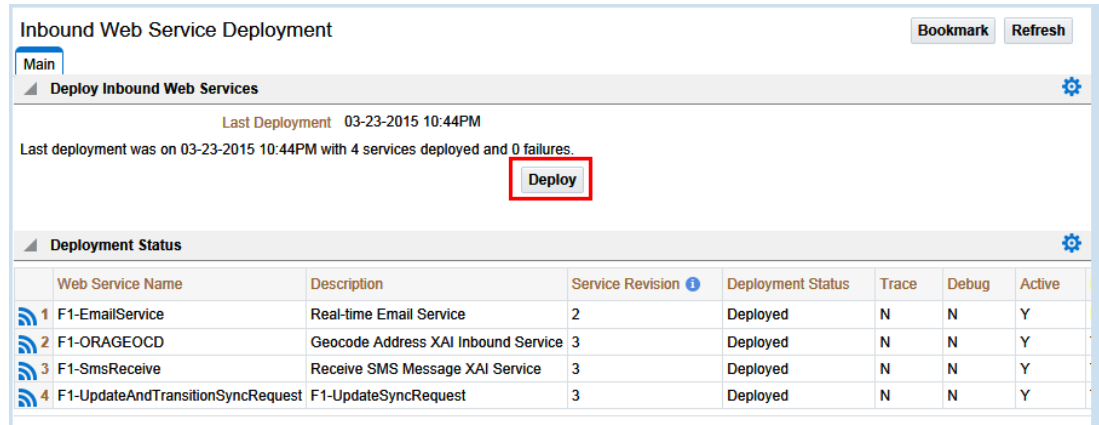 Inbound Web Service Deployment
Bookmark Refresh
Main
Deploy Inbound Web Services
Last Deployment 03-23-2015 10:44PM
Last deployment was on 03-23-2015 10:44PM with 4 services deployed and 0 failures.
Deploy
Deployment Status
Web Service Name Description Service Revision Deployment Status Trace Debug Active
1 F1-EmailService Real-time Email Service 2 Deployed N N Y
2 F1-ORAGEOCD Geocode Address XAI Inbound Service 3 Deployed N N Y
3 F1-SmsReceive Receive SMS Message XAI Service 3 Deployed N N Y
4 F1-UpdateAndTransitionSyncRequest F1-UpdateSyncRequest 3 Deployed N N Y